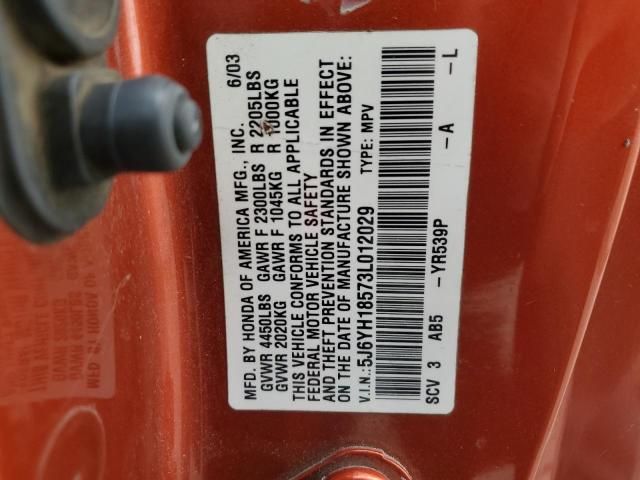 MFD. BY HONDA OF AMERICA MFG., INC. 6/03
GVWR 4450LBS GAWR F 2300LBS R 2205LBS
GVWR 2020KG GAWR F 1045KG R 1000KG
THIS VEHICLE CONFORMS TO ALL APPLICABLE
FEDERAL MOTOR VEHICLE SAFETY
AND THEFT PREVENTION STANDARDS IN EFFECT
ON THE DATE OF MANUFACTURE SHOWN ABOVE.
V.I.N.:5J6YH18573L012029 TYPE: MPV
SCV 3 AB5 -YR539P -A -L